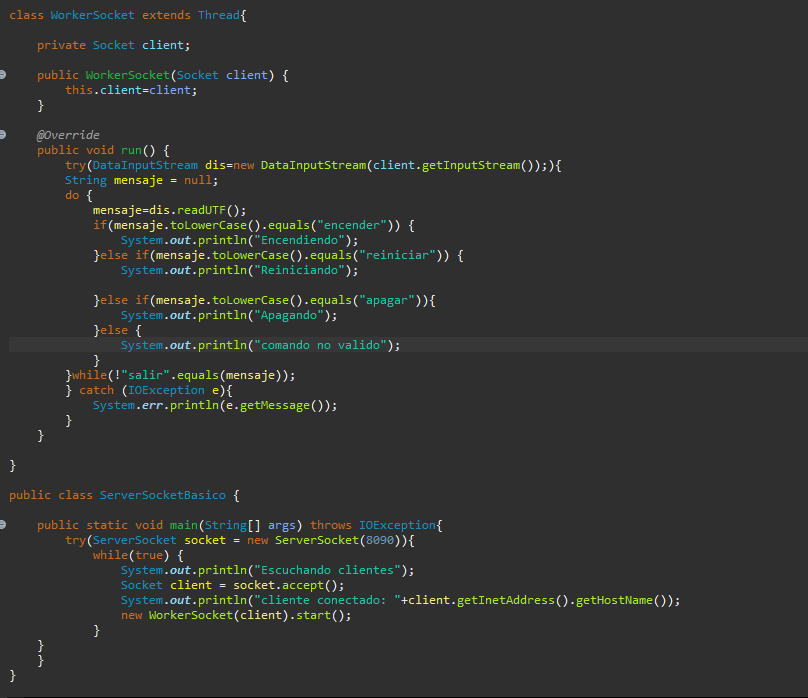 class WorkerSocket extends Thread{
private Socket client;
public WorkerSocket(Socket client) {
this.client=client;
}
@Override
public void run() {
try(DataInputStream dis=new DataInputStream(client.getInputStream());){
String mensaje = null;
do {
mensaje=dis.readUTF();
if(mensaje.toLowerCase().equals("encender")) {
System.out.println("Encendiendo");
}else if(mensaje.toLowerCase().equals("reiniciar")) {
System.out.println("Reiniciando");
}else if(mensaje.toLowerCase().equals("apagar")){
System.out.println("Apagando");
}else {
System.out.println("comando no valido");
}
}while(!"salir".equals(mensaje));
} catch (IOException e){
System.err.println(e.getMessage());
}
}
}
public class ServerSocketBasico {
public static void main(String[] args) throws IOException{
try(ServerSocket socket = new ServerSocket(8090)){
while(true) {
System.out.println("Escuchando clientes");
Socket client = socket.accept();
System.out.println("cliente conectado: "+client.getInetAddress().getHostName());
new WorkerSocket(client).start();
}
}
}
}